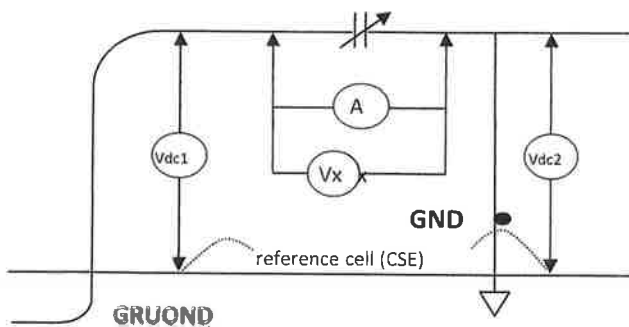 A
Vdc1
Vx
x
Vdc2
GND
reference cell (CSE)
GRUOND